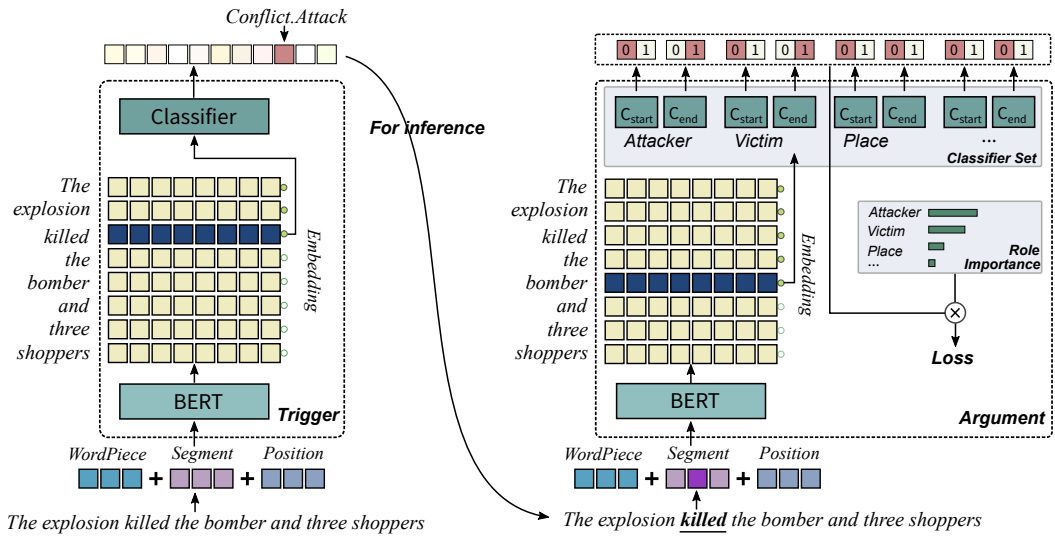 Conflict.Attack
Classifier
The
explosion
killed
the
bomber
and
three
shoppers
Embedding
BERT
Trigger
WordPiece + Segment + Position
The explosion killed the bomber and three shoppers
For inference
0 1 0 1 0 1 0 1 0 1 0 1 0 1 0 1
Cstart Cend Cstart Cend Cstart Cend Cstart Cend
Attacker Victim Place ...
Classifier Set
The
explosion
killed
the
bomber
and
three
shoppers
Embedding
Attacker
Victim
Place
...
Role
Importance
Loss
BERT
Argument
WordPiece + Segment + Position
The explosion killed the bomber and three shoppers